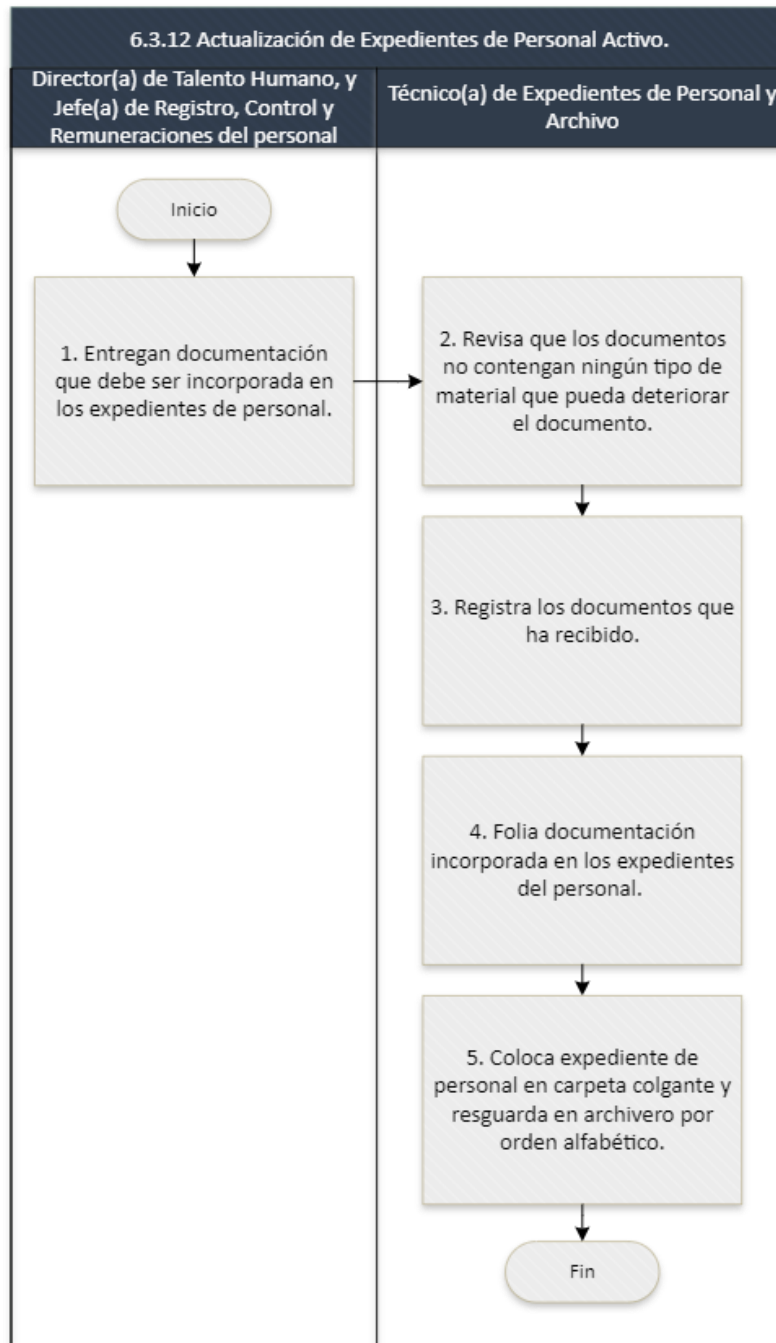 6.3.12 Actualización de Expedientes de Personal Activo.
Director(a) de Talento Humano, y
Jefe(a) de Registro, Control y
Remuneraciones del personal
Técnico(a) de Expedientes de Personal y
Archivo
Inicio
1. Entregan documentación
que debe ser incorporada en
los expedientes de personal.
2. Revisa que los documentos
no contengan ningún tipo de
material que pueda deteriorar
el documento.
3. Registra los documentos que
ha recibido.
4. Folia documentación
incorporada en los expedientes
del personal.
5. Coloca expediente de
personal en carpeta colgante y
resguarda en archivero por
orden alfabético.
Fin